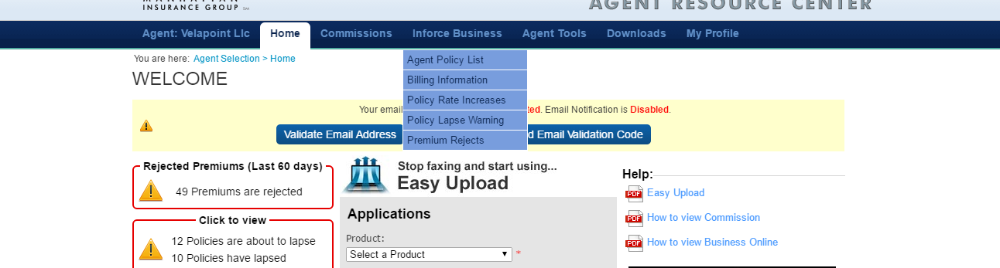 INSURANCE GROUP SM
AGENT RESOURCE CENTER
Agent: Velapoint Llc Home Commissions Inforce Business Agent Tools Downloads My Profile
You are here: Agent Selection > Home
WELCOME
Agent Policy List
Billing Information
Policy Rate Increases
Policy Lapse Warning
Premium Rejects
Your email ted. Email Notification is Disabled.
Validate Email Address d Email Validation Code
Rejected Premiums (Last 60 days)
49 Premiums are rejected
Click to view
12 Policies are about to lapse
10 Policies have lapsed
Stop faxing and start using...
Easy Upload
Applications
Product:
Select a Product *
Help:
PDF Easy Upload
PDF How to view Commission
PDF How to view Business Online